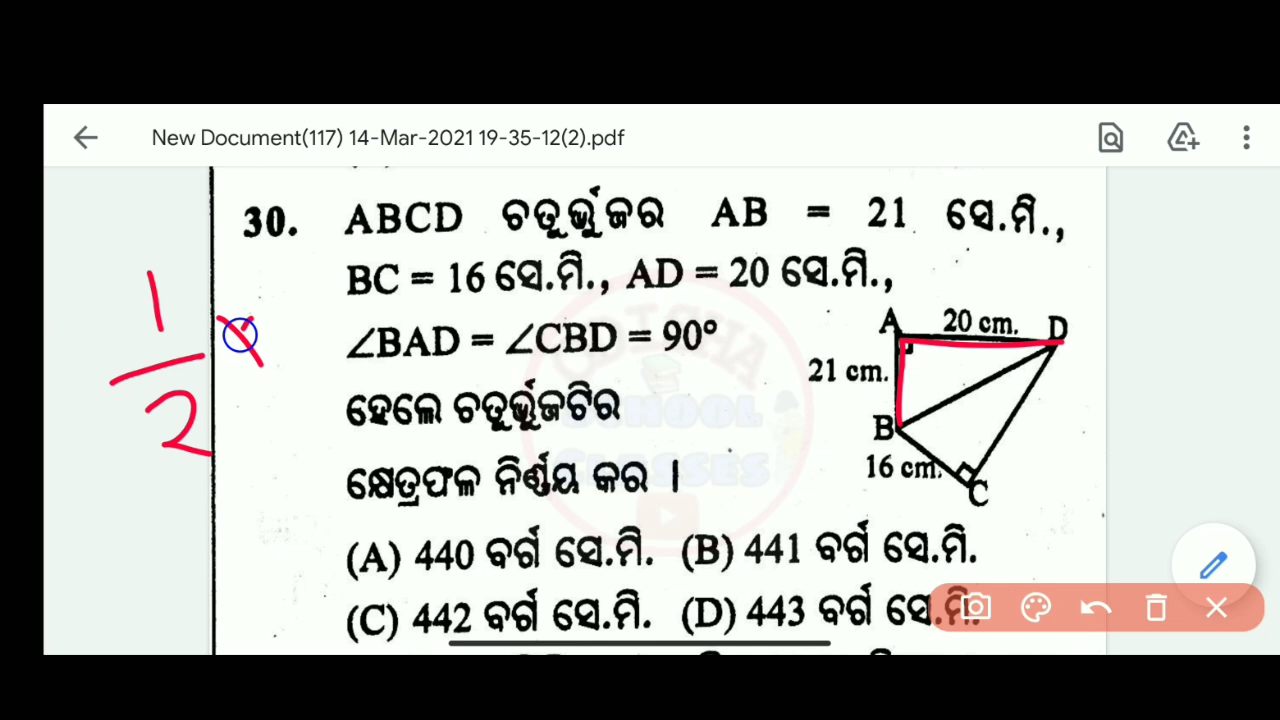 New Document(117) 14-Mar-2021 19-35-12(2).pdf
30. ABCD ଚତୁର୍ଭୁଜର AB = 21 ସେ.ମି.,
BC = 16 ସେ.ମି., AD = 20 ସେ.ମି.,
∠BAD = ∠CBD = 90°
ହେଲେ ଚତୁର୍ଭୁଜଟିର
କ୍ଷେତ୍ରଫଳ ନିର୍ଣ୍ଣୟ କର ।
(A) 440 ବର୍ଗ ସେ.ମି. (B) 441 ବର୍ଗ ସେ.ମି.
(C) 442 ବର୍ଗ ସେ.ମି. (D) 443 ବର୍ଗ ସେ.ମି.
A 20 cm. D
21 cm.
B
16 cm.
C
1
2
SCHOOL
CLASSES